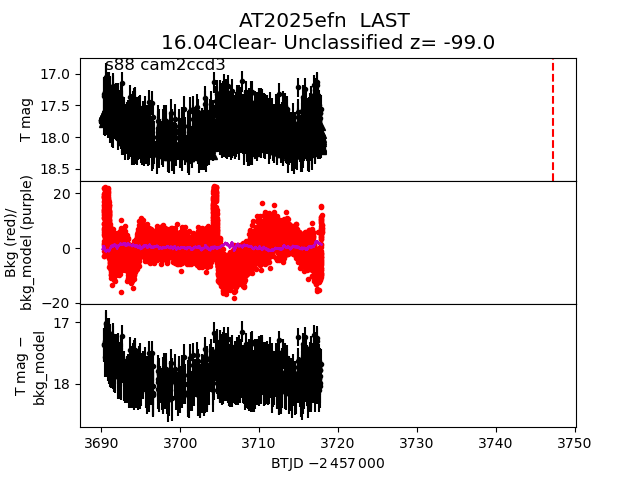 AT2025efn  LAST
16.04Clear- Unclassified z= -99.0
s88 cam2ccd3
17.0
17.5
18.0
18.5
T mag
20
0
−20
Bkg (red)/
bkg_model (purple)
17
18
T mag −
bkg_model
3690
3700
3710
3720
3730
3740
3750
BTJD −2 457 000